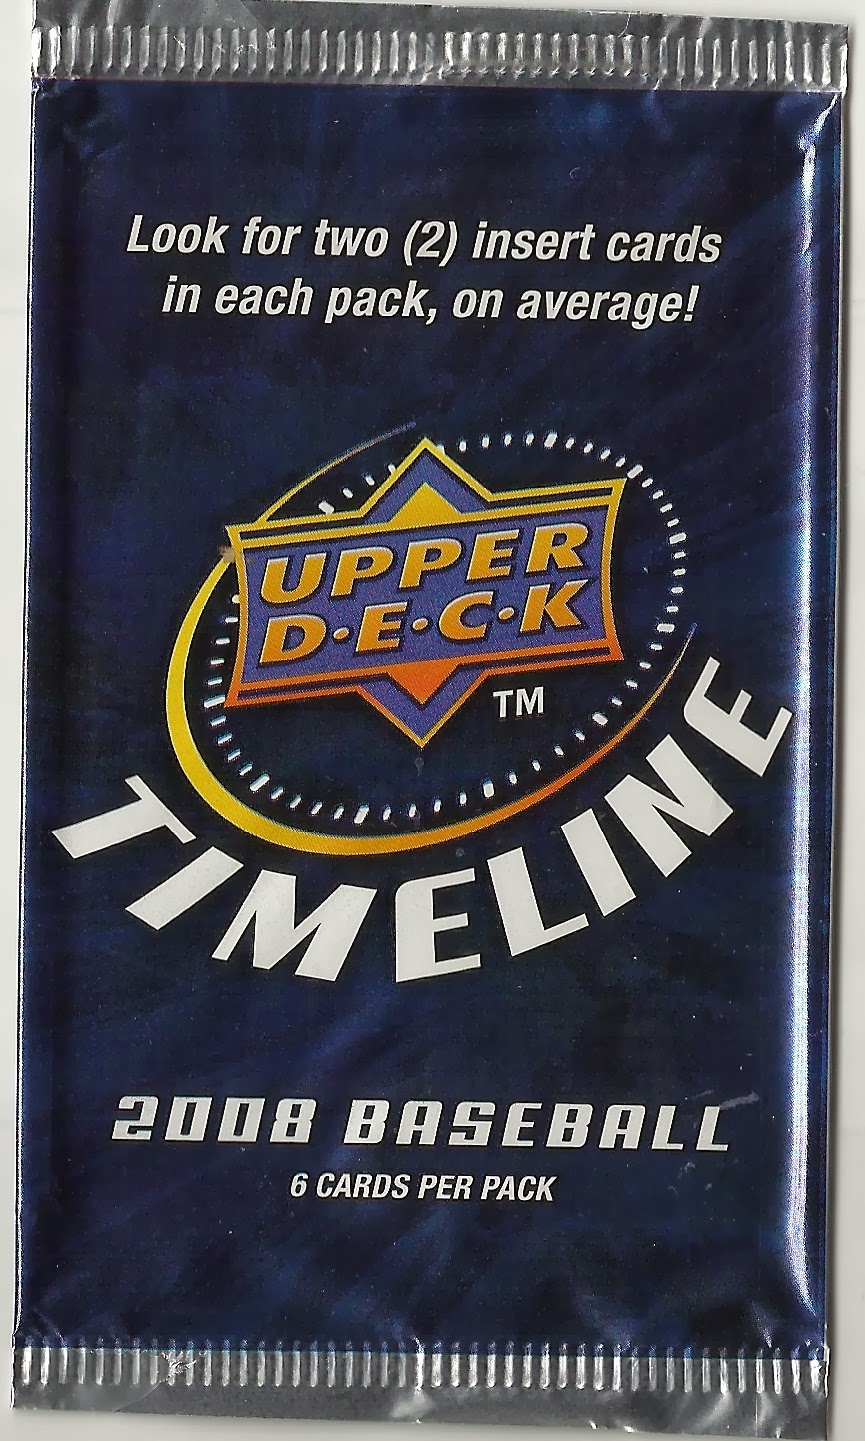 Look for two (2) insert cards
in each pack, on average!
UPPER
D·E·C·K
TM
TIMELINE
2008 BASEBALL
6 CARDS PER PACK